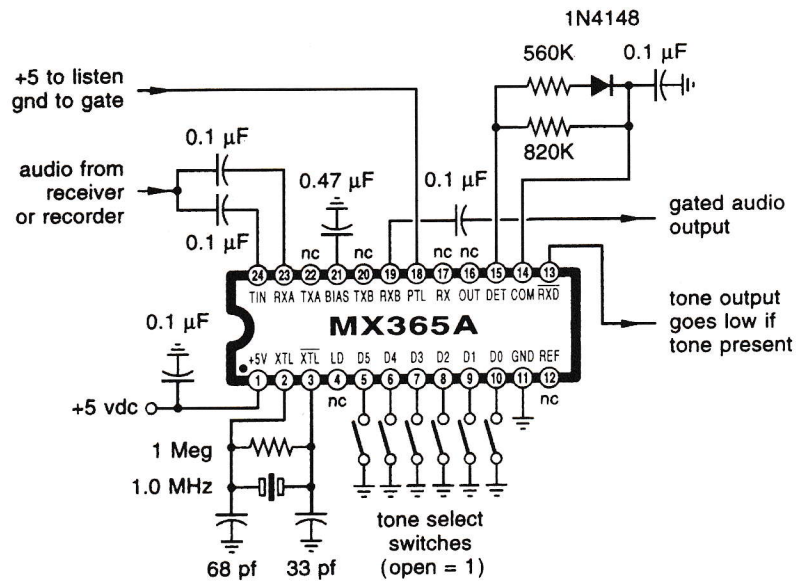 1N4148
560K
0.1 µF
+5 to listen
gnd to gate
820K
0.1 µF
0.47 µF
0.1 µF
audio from
receiver
or recorder
gated audio
output
0.1 µF
nc nc nc nc
24 23 22 21 20 19 18 17 16 15 14 13
TIN RXA TXA BIAS TXB RXB PTL RX OUT DET COM RXD
MX365A
tone output
goes low if
tone present
0.1 µF
+5V XTL XTL LD D5 D4 D3 D2 D1 D0 GND REF
1 2 3 4 5 6 7 8 9 10 11 12
nc nc
+5 vdc
1 Meg
1.0 MHz
tone select
switches
(open = 1)
68 pf 33 pf